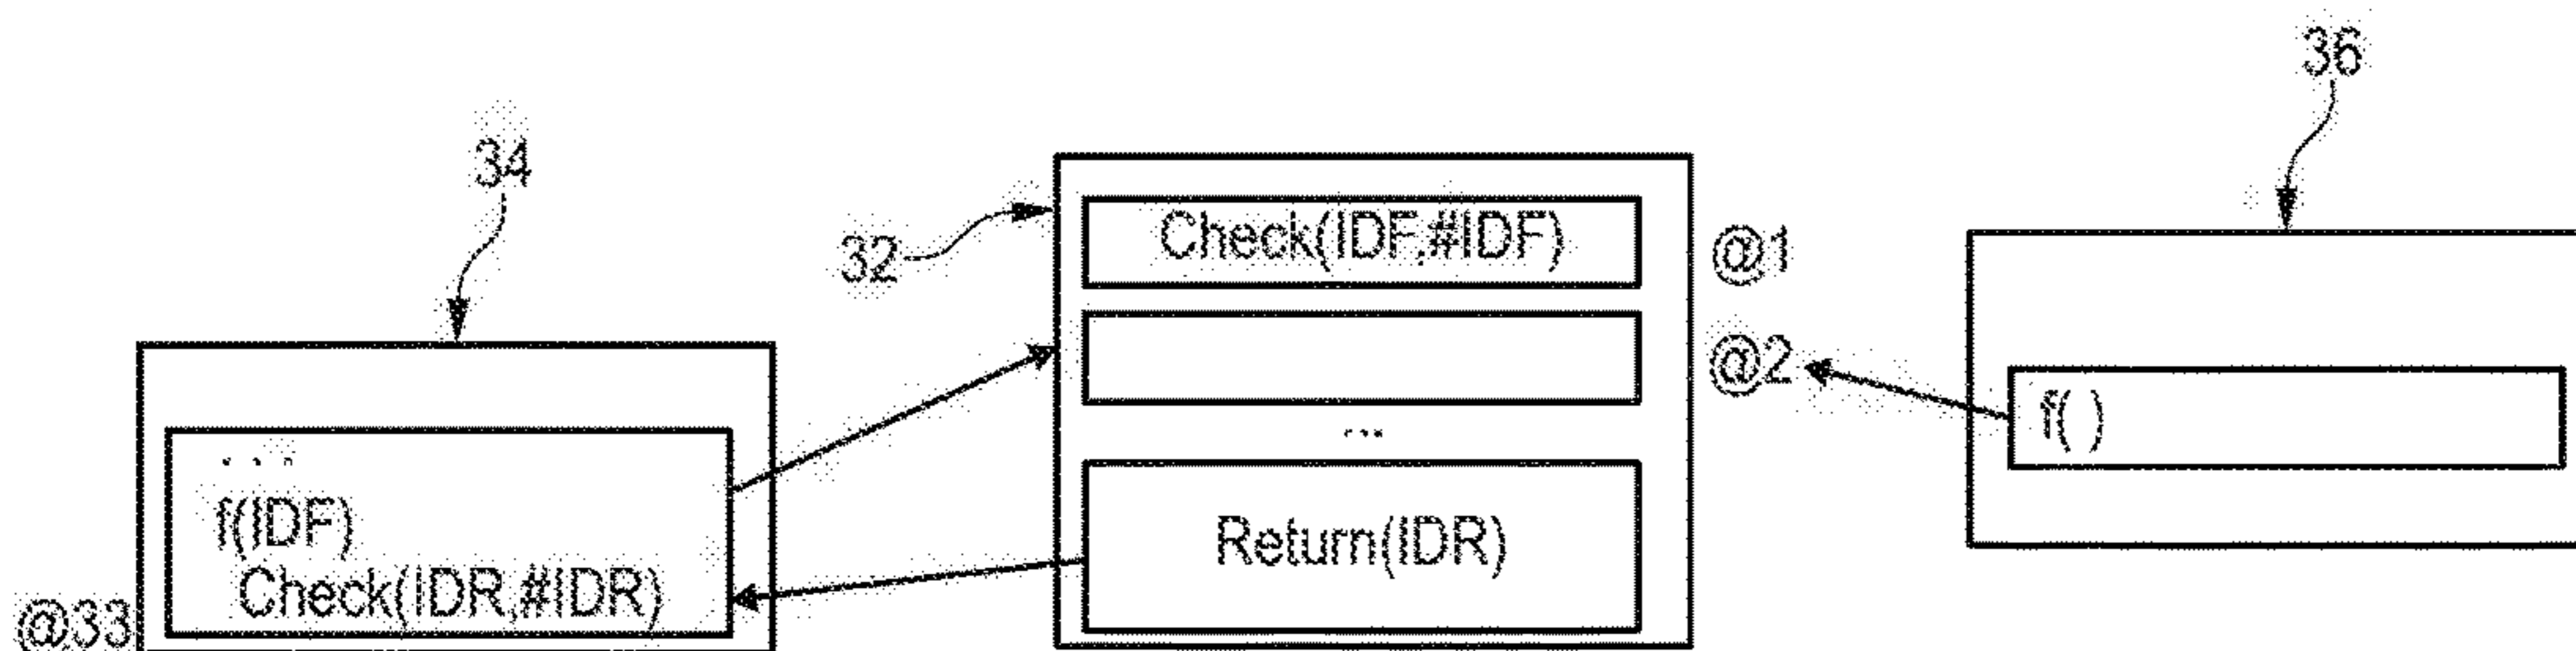 36
34
32
Check(IDF,#IDF)
@1
@2
f( )
...
...
f(IDF)
Return(IDR)
Check(IDR,#IDR)
@33